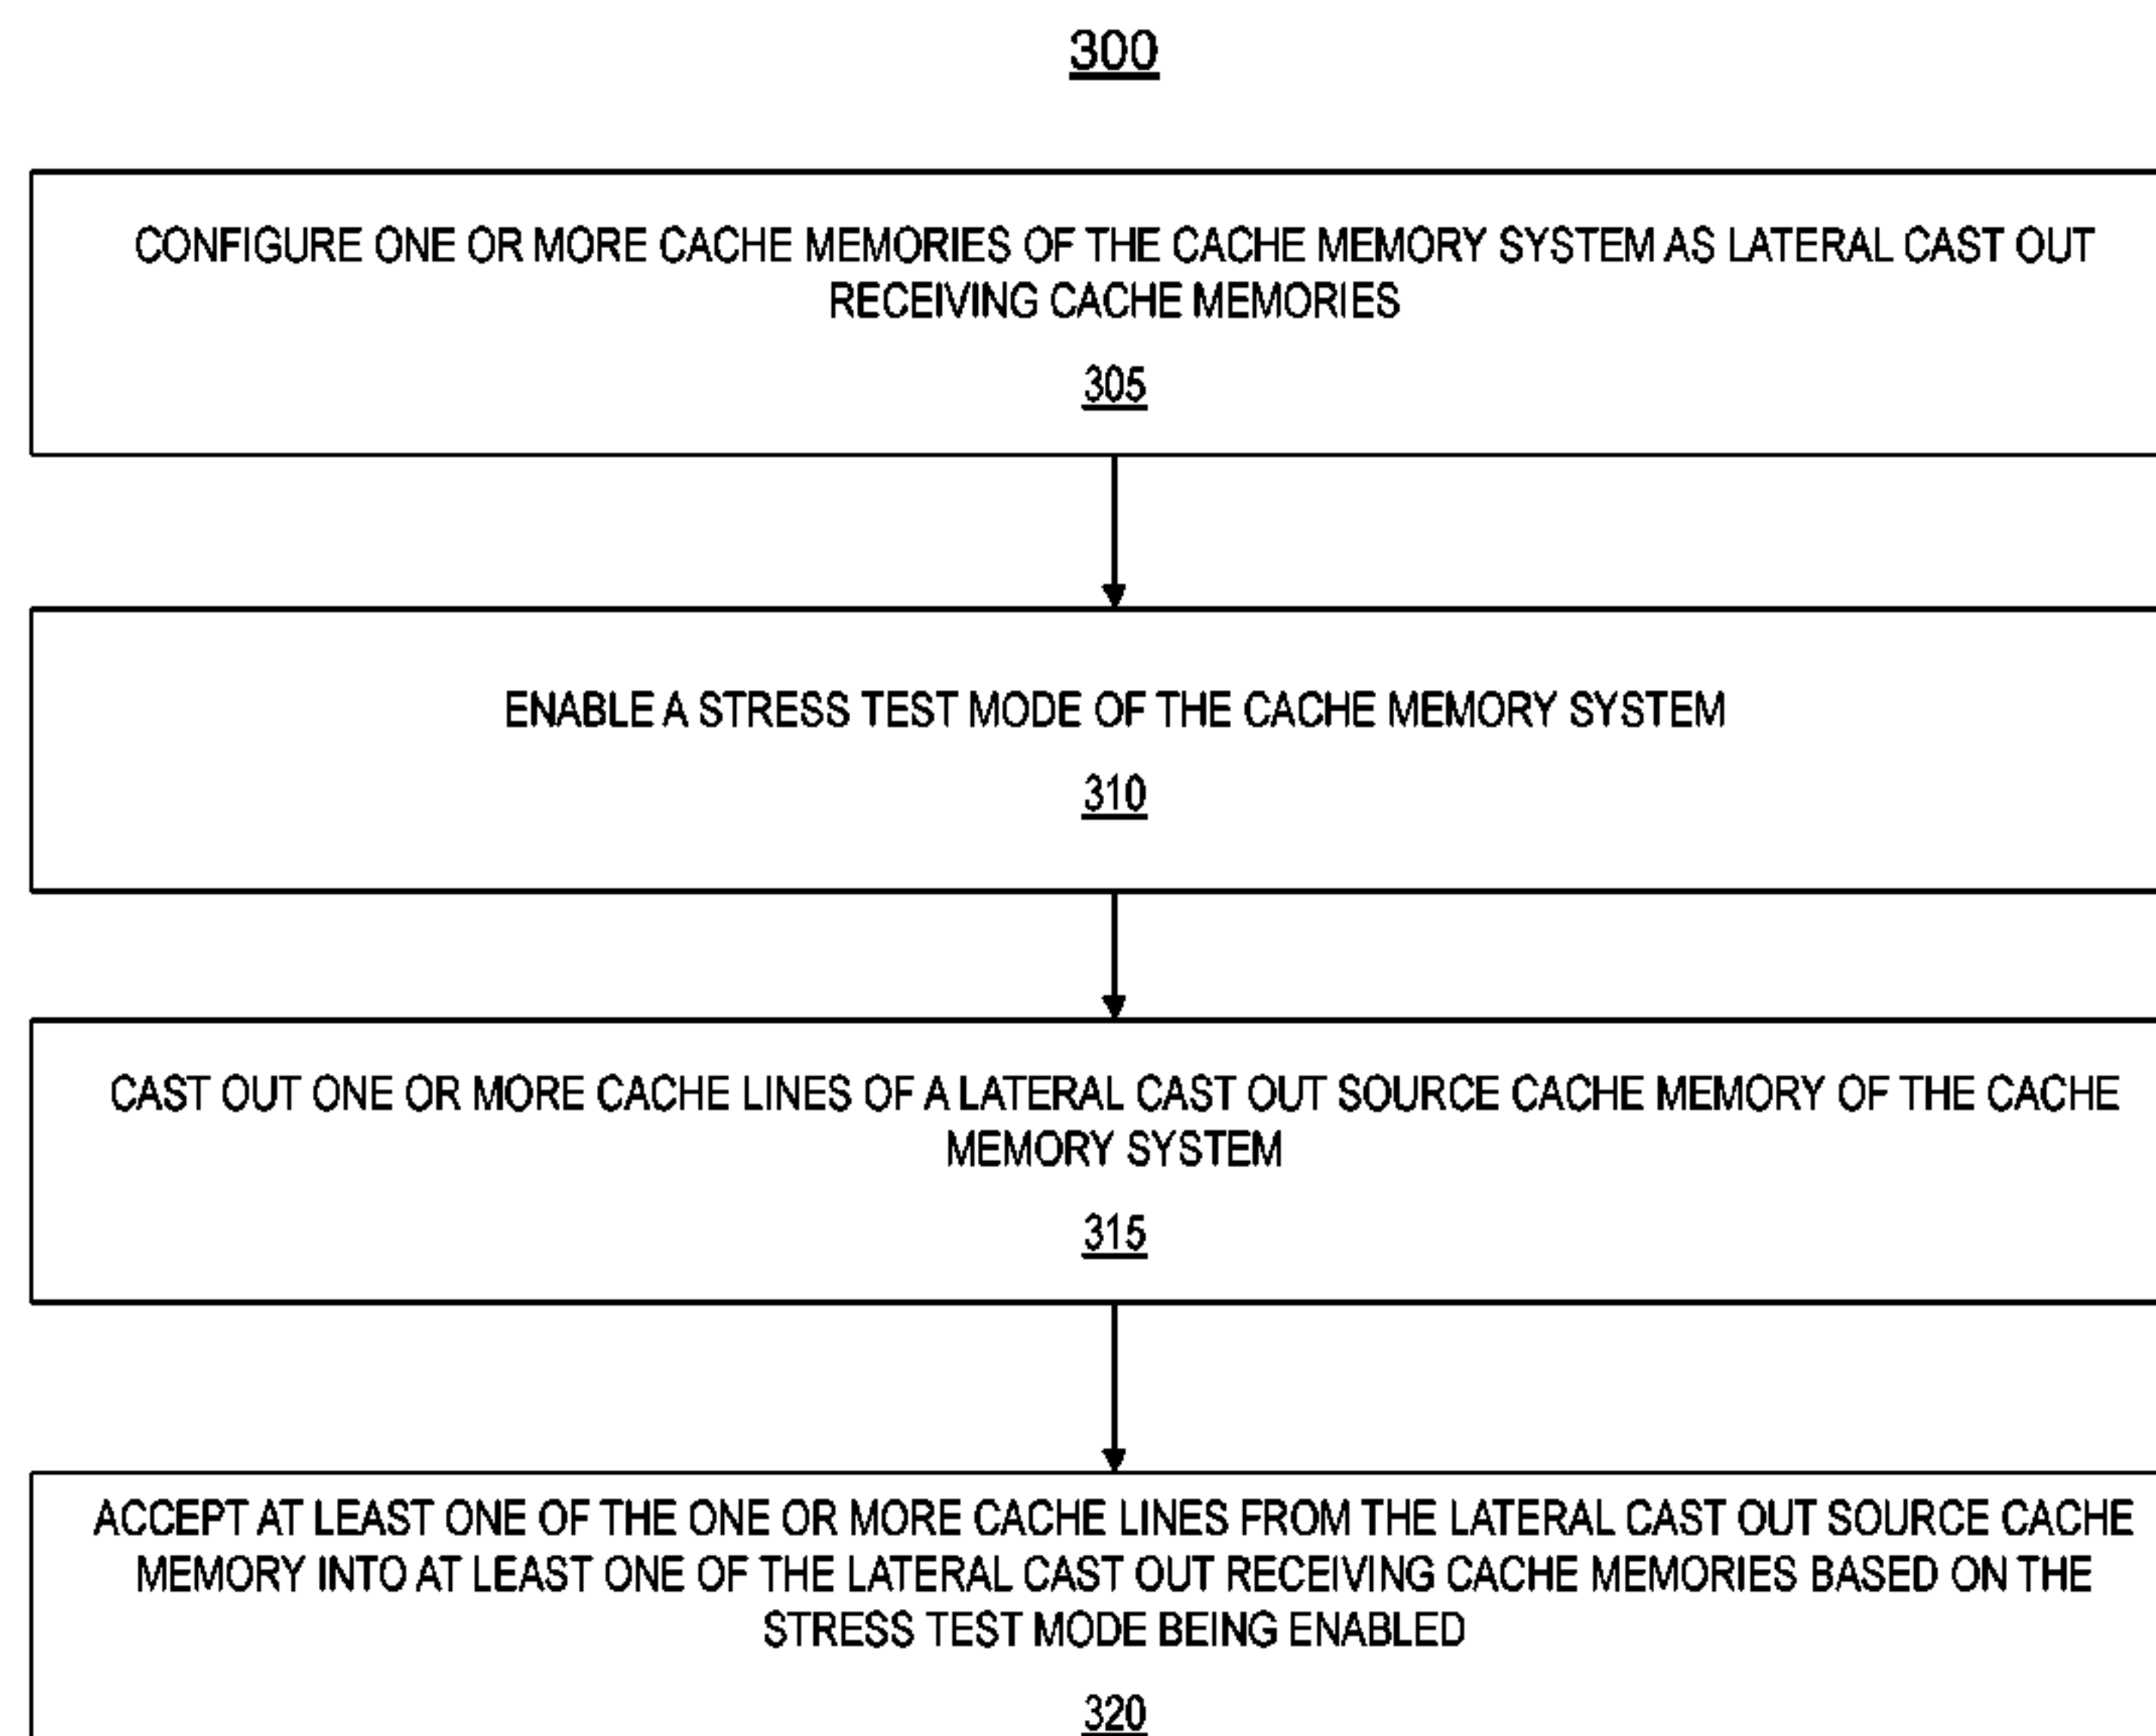 300
CONFIGURE ONE OR MORE CACHE MEMORIES OF THE CACHE MEMORY SYSTEM AS LATERAL CAST OUT
RECEIVING CACHE MEMORIES
305
ENABLE A STRESS TEST MODE OF THE CACHE MEMORY SYSTEM
310
CAST OUT ONE OR MORE CACHE LINES OF A LATERAL CAST OUT SOURCE CACHE MEMORY OF THE CACHE
MEMORY SYSTEM
315
ACCEPT AT LEAST ONE OF THE ONE OR MORE CACHE LINES FROM THE LATERAL CAST OUT SOURCE CACHE
MEMORY INTO AT LEAST ONE OF THE LATERAL CAST OUT RECEIVING CACHE MEMORIES BASED ON THE
STRESS TEST MODE BEING ENABLED
320